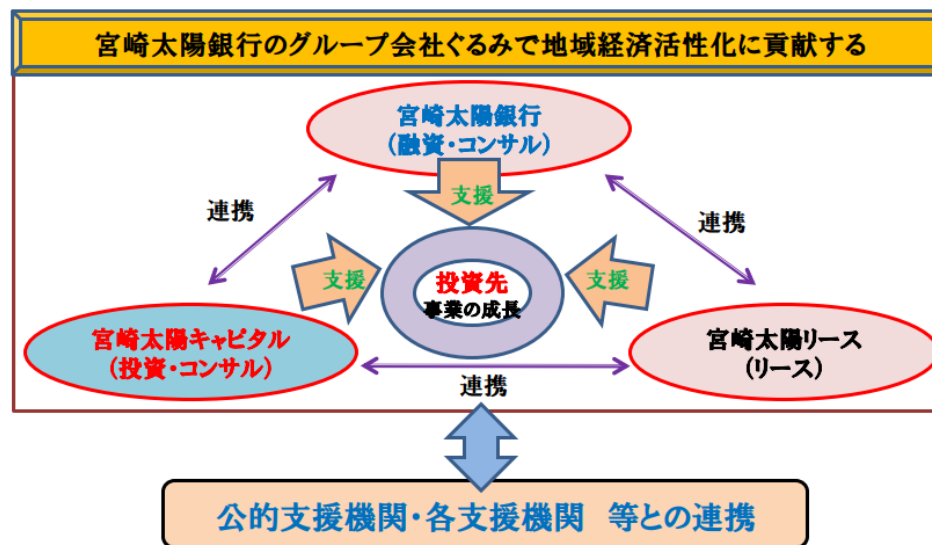 宮崎太陽銀行のグループ会社ぐるみで地域経済活性化に貢献する
宮崎太陽銀行
(融資・コンサル)
支援
連携
連携
支援
投資先
事業の成長
支援
宮崎太陽キャピタル
(投資・コンサル)
宮崎太陽リース
(リース)
連携
公的支援機関・各支援機関 等との連携